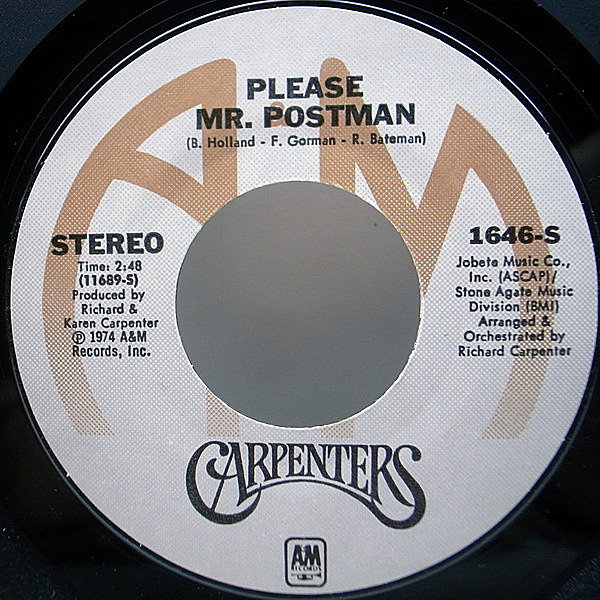 PLEASE
MR. POSTMAN
(B. Holland - F. Gorman - R. Bateman)
STEREO
Time: 2:48
(11689-S)
Produced by
Richard &
Karen Carpenter
℗ 1974 A&M
Records, Inc.
1646-S
Jobete Music Co.,
Inc. (ASCAP)/
Stone Agate Music
Division (BMI)
Arranged &
Orchestrated by
Richard Carpenter
CARPENTERS
A&M
RECORDS